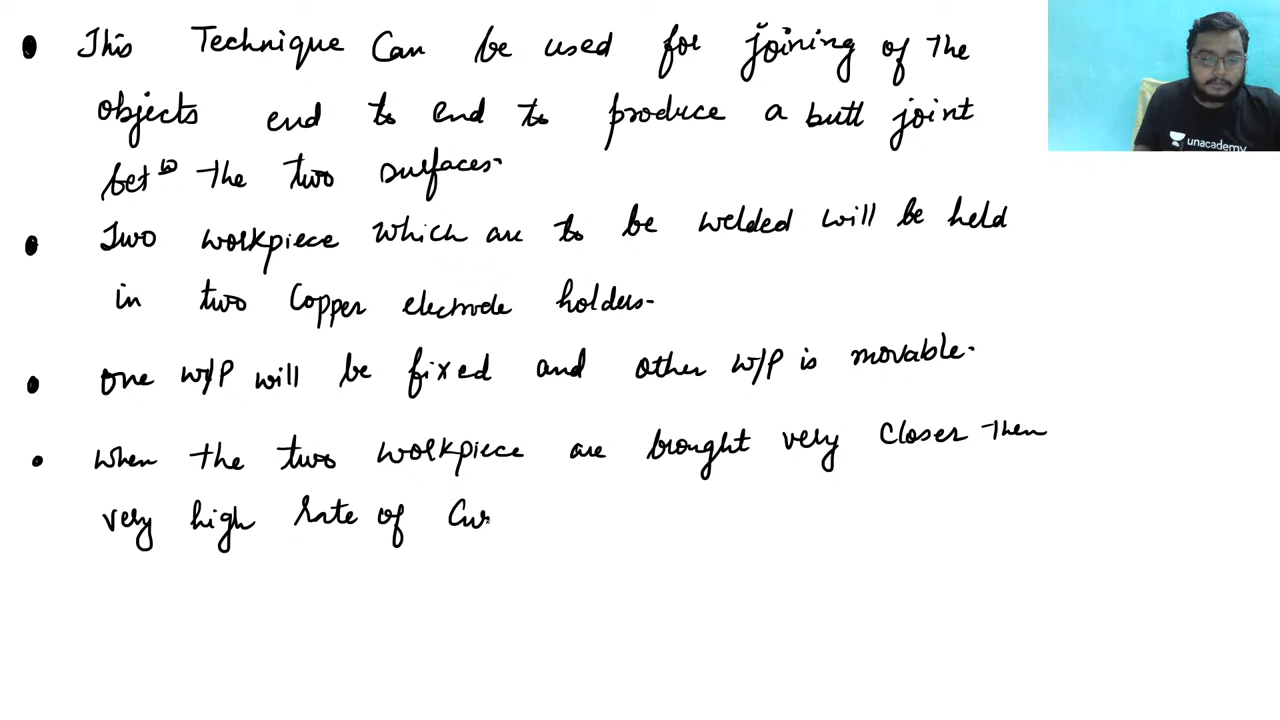 • This Technique Can be used for joining of the
objects end to end to produce a butt joint
betn the two surfaces.
• Two workpiece which are to be welded will be held
in two Copper electrode holders.
• One W/P will be fixed and other W/P is movable.
• When the two workpiece are brought very closer then
very high rate of Cur
unacademy